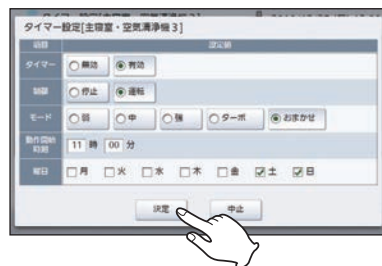 タイマー設定[主寝室・空気清浄機3]
項目 設定値
タイマー 無効 有効
制御 停止 運転
モード 弱 中 強 ターボ おまかせ
動作開始時刻 11 時 00 分
曜日 月 火 水 木 金 土 日
決定 中止